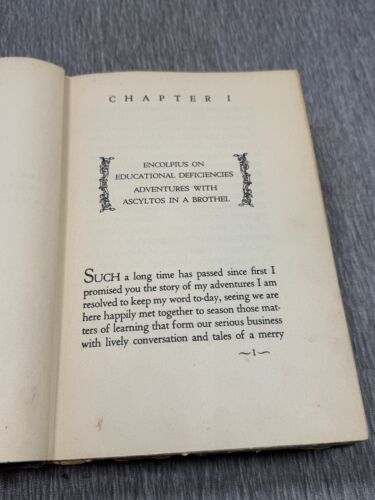 CHAPTER I
ENCOLPIUS ON
EDUCATIONAL DEFICIENCIES
ADVENTURES WITH
ASCYLTOS IN A BROTHEL
SUCH a long time has passed since first I
promised you the story of my adventures I am
resolved to keep my word to-day, seeing we are
here happily met together to season those mat-
ters of learning that form our serious business
with lively conversation and tales of a merry
~1~